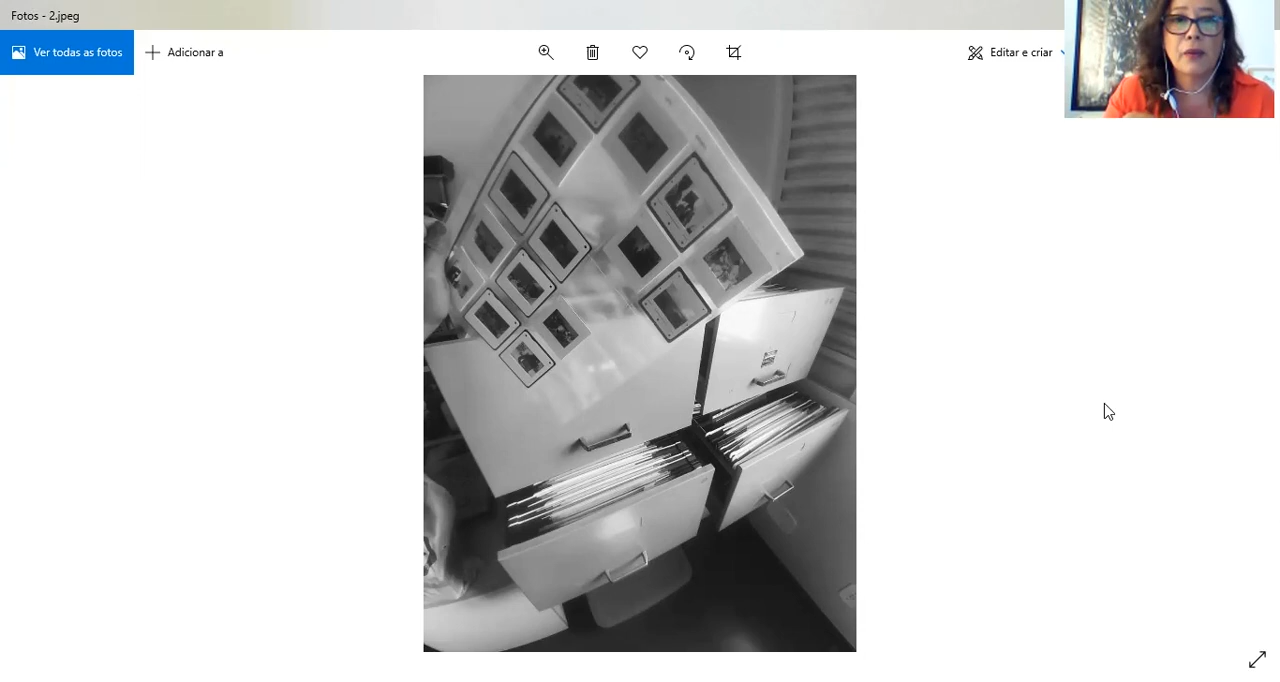 Fotos - 2.jpeg
Ver todas as fotos
Adicionar a
Editar e criar